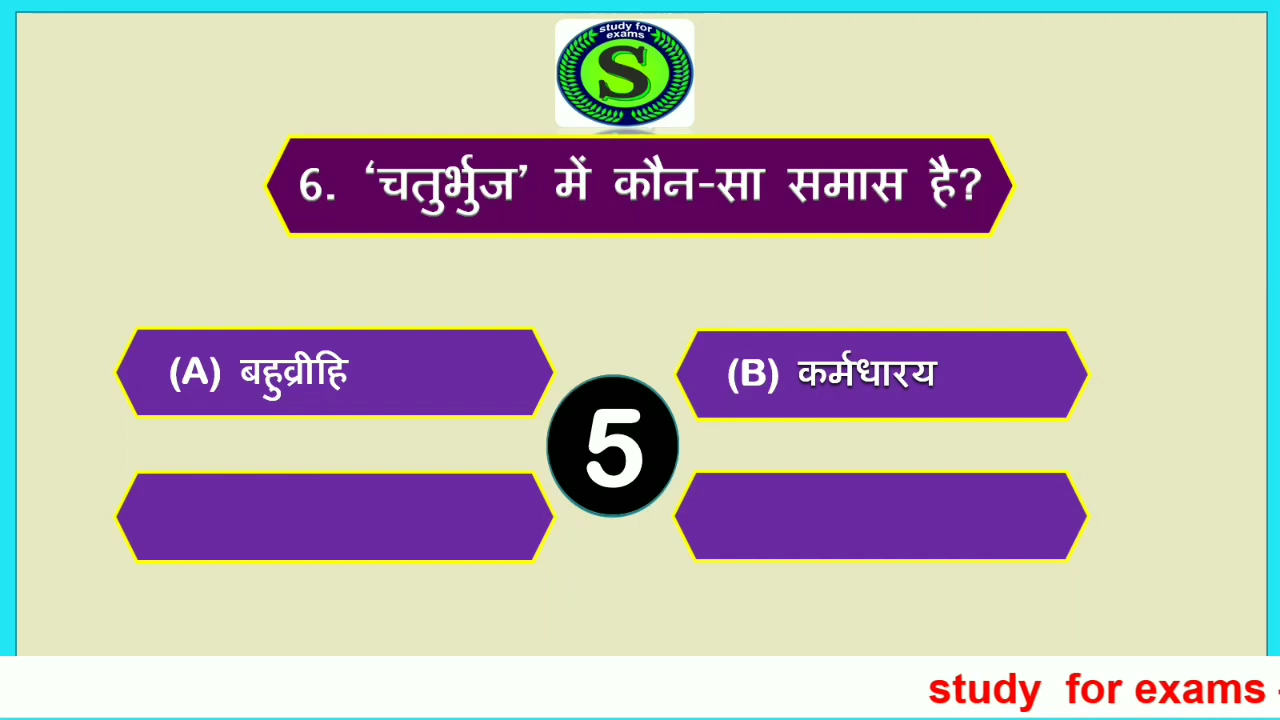 study for
exams
S
6. ‘चतुर्भुज’ में कौन-सा समास है?
(A) बहुव्रीहि
(B) कर्मधारय
5
study for exams